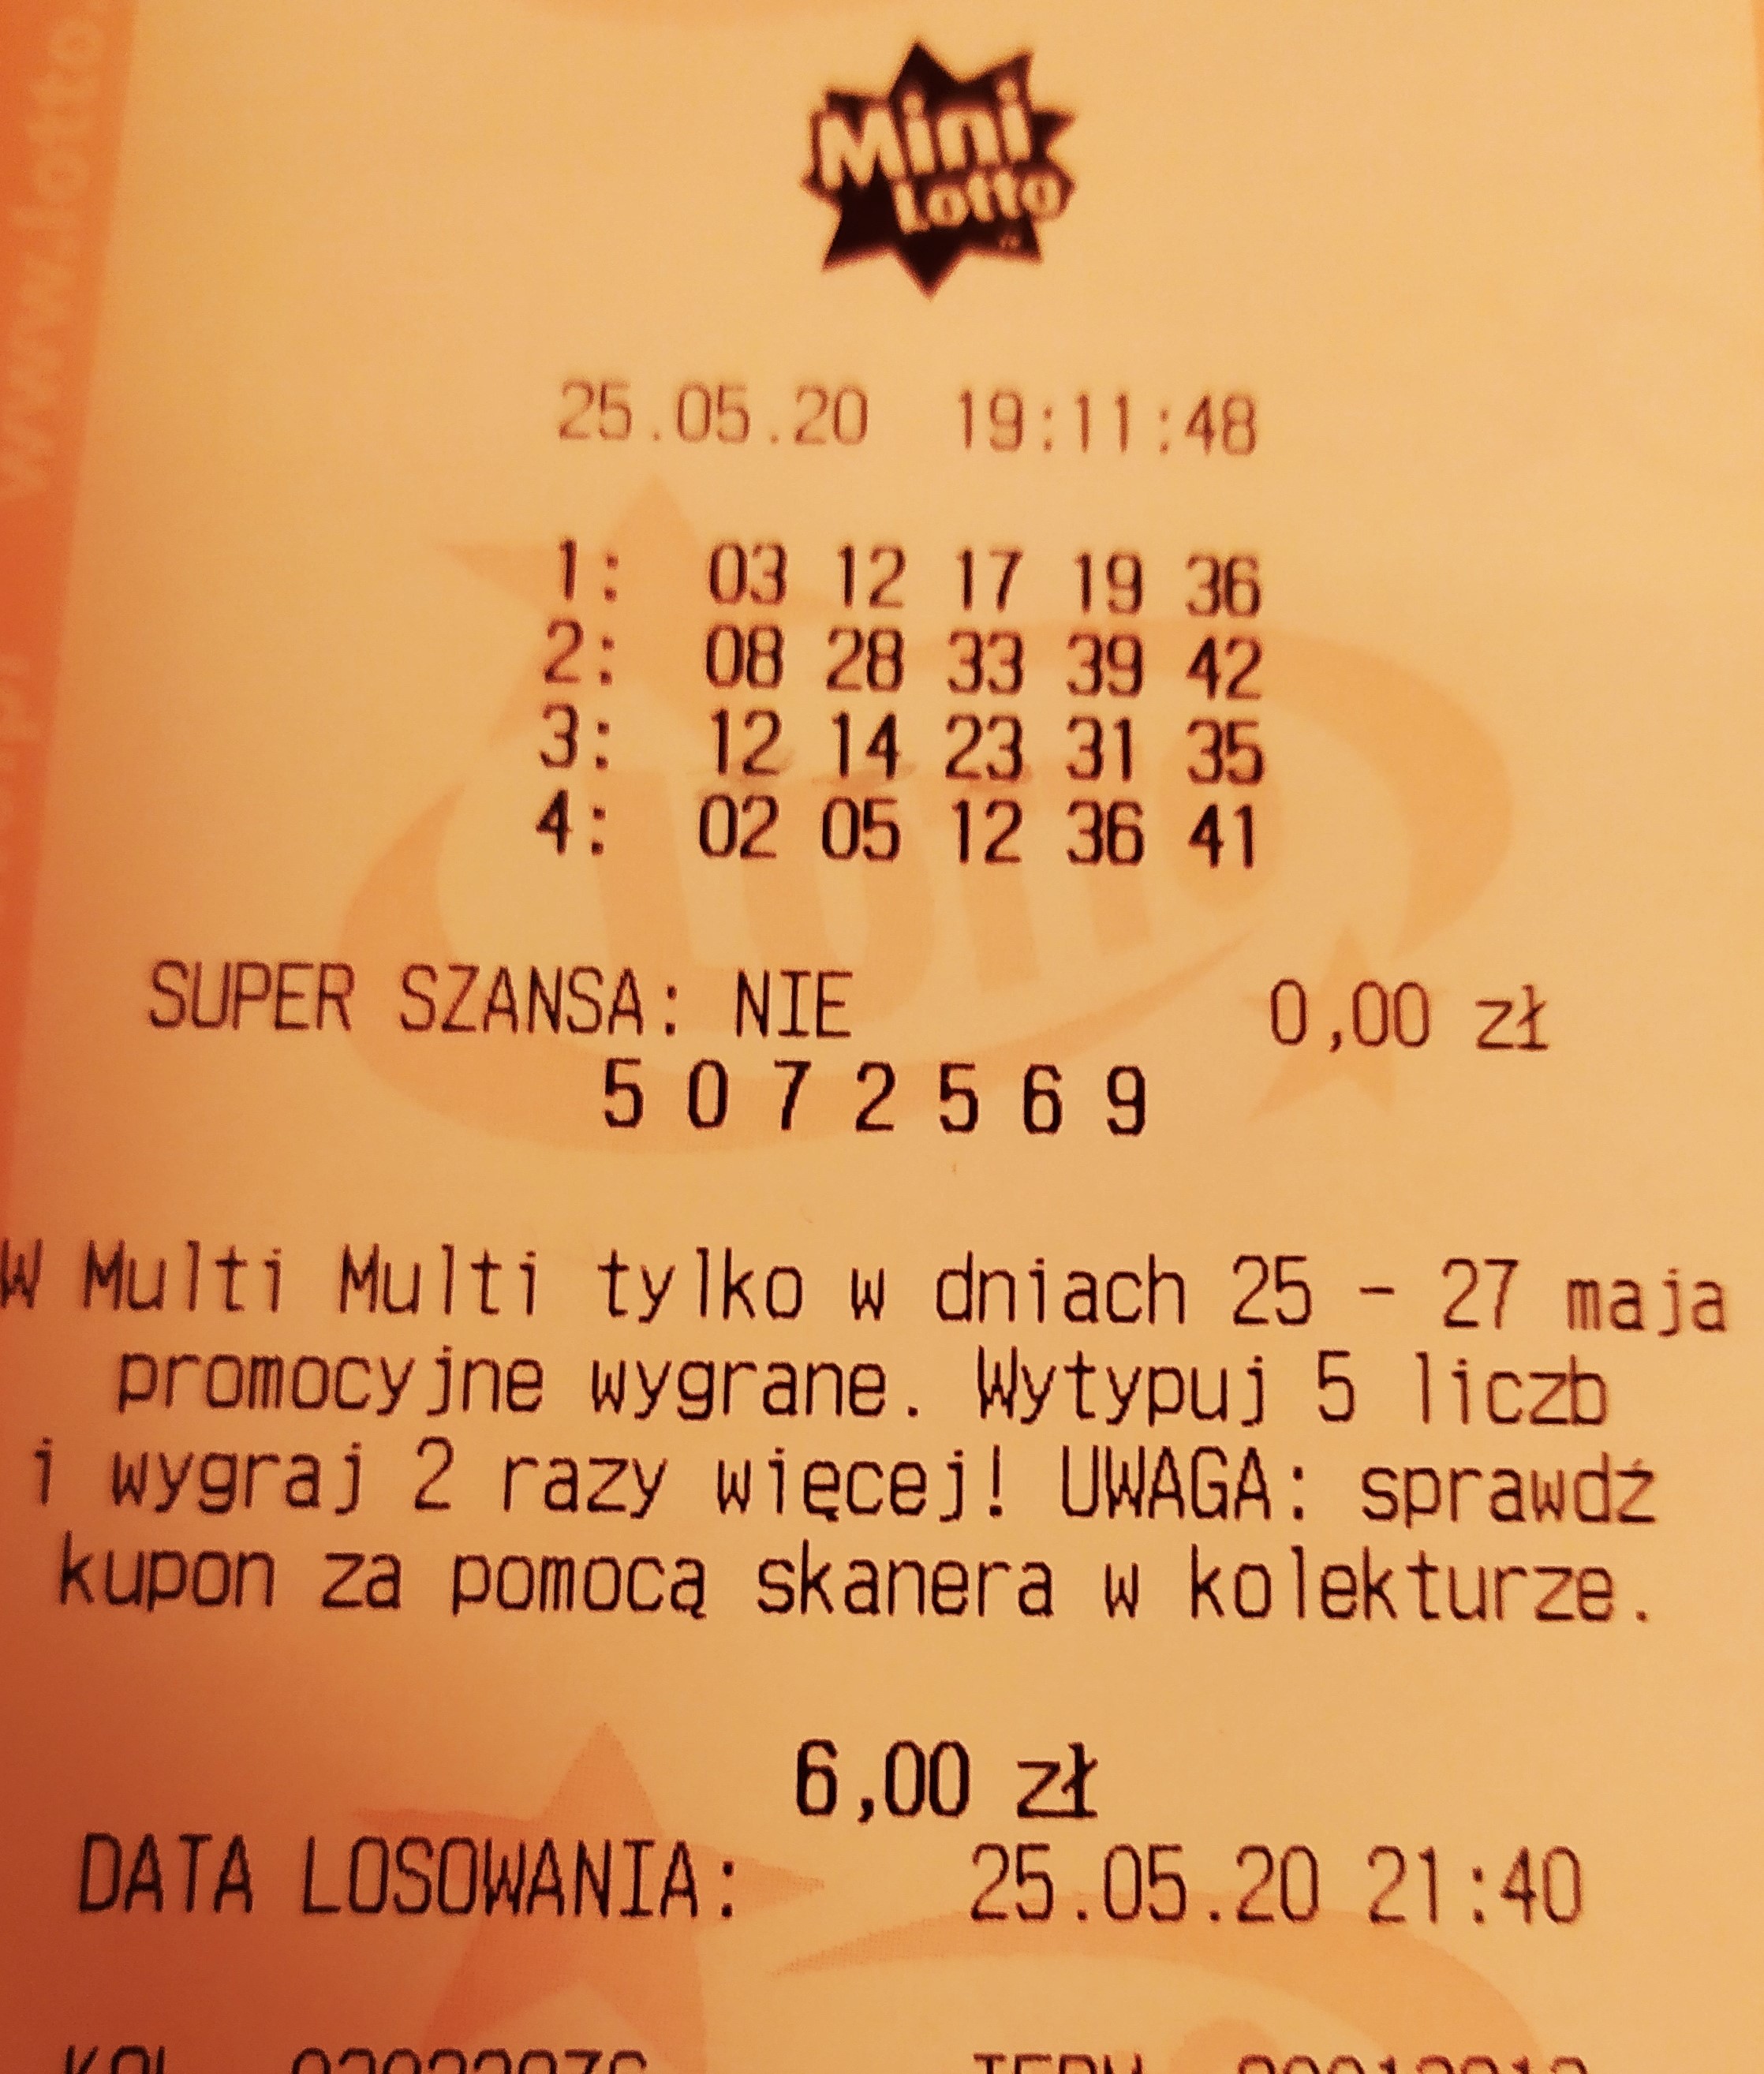 www.lotto.
Mini
Lotto
25.05.20 19:11:48
1: 03 12 17 19 36
2: 08 28 33 39 42
3: 12 14 23 31 35
4: 02 05 12 36 41
SUPER SZANSA: NIE 0,00 zł
5 0 7 2 5 6 9
W Multi Multi tylko w dniach 25 - 27 maja
promocyjne wygrane. Wytypuj 5 liczb
i wygraj 2 razy więcej! UWAGA: sprawdź
kupon za pomocą skanera w kolekturze.
6,00 zł
DATA LOSOWANIA: 25.05.20 21:40